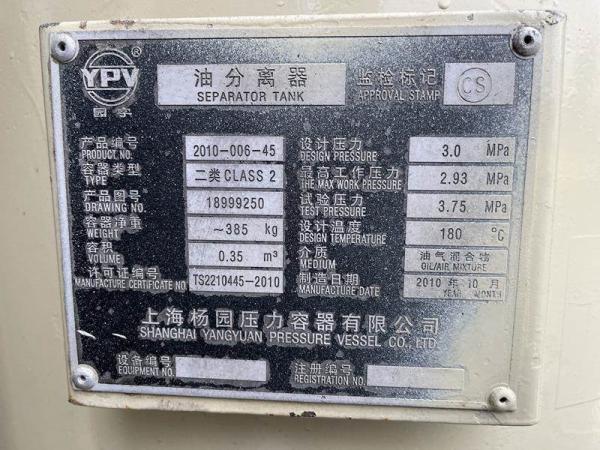 YPV
®
油分离器
SEPARATOR TANK
监检标记
APPROVAL STAMP
CS
产品编号 2010-006-45
PRODUCT NO.
容器类型 二类 CLASS 2
TYPE
产品图号 18999250
DRAWING NO.
容器净重 ~385 kg
WEIGHT
容积 0.35 m³
VOLUME
许可证编号 TS2210445-2010
MANUFACTURE CERTIFICATE NO
设计压力 3.0 MPa
DESIGN PRESSURE
最高工作压力 2.93 MPa
THE MAX WORK PRESSURE
试验压力 3.75 MPa
TEST PRESSURE
设计温度 180 ℃
DESIGN TEMPERATURE
介质 油气混合物
MEDIUM OIL/AIR MIXTURE
制造日期 2010 年 10 月
MANUFACTURE DATE YEAR MONTH
上海杨园压力容器有限公司
SHANGHAI YANGYUAN PRESSURE VESSEL CO., LTD.
设备编号
EQUIPMENT NO.
注册编号
REGISTRATION NO.